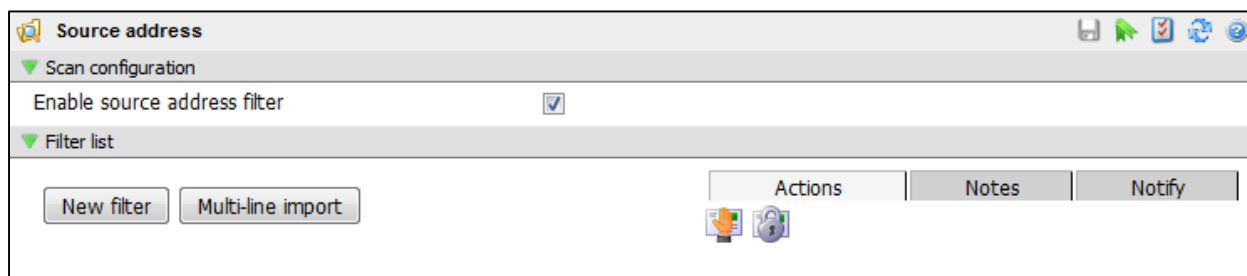 Source address
Scan configuration
Enable source address filter
Filter list
New filter Multi-line import Actions Notes Notify